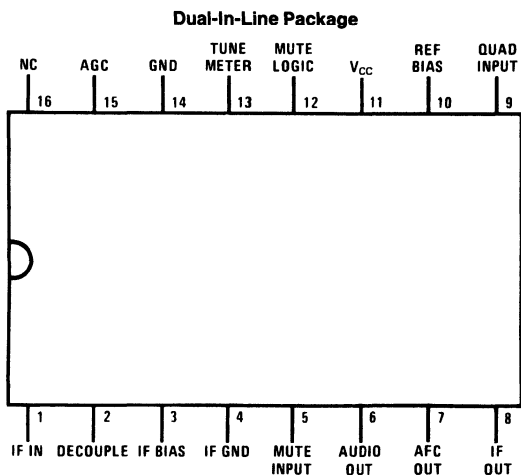 Dual-In-Line Package
NC AGC GND TUNE METER MUTE LOGIC VCC REF BIAS QUAD INPUT
16 15 14 13 12 11 10 9
1 2 3 4 5 6 7 8
IF IN DECOUPLE IF BIAS IF GND MUTE INPUT AUDIO OUT AFC OUT IF OUT